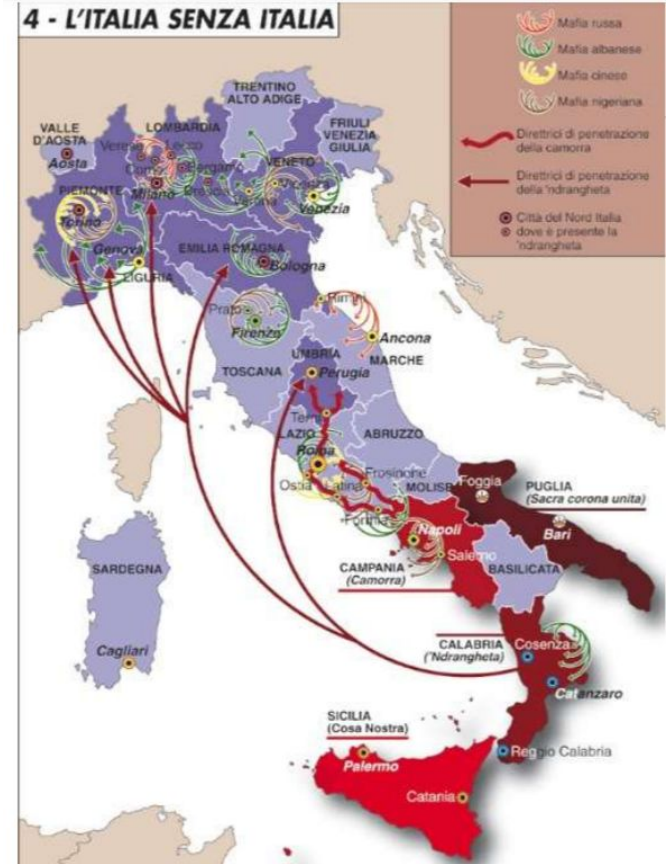 4 - L'ITALIA SENZA ITALIA
Mafia russa
Mafia albanese
Mafia cinese
Mafia nigeriana
Direttrici di penetrazione
della camorra
Direttrici di penetrazione
della 'ndrangheta
Città del Nord Italia
dove è presente la
'ndrangheta
TRENTINO
ALTO ADIGE
FRIULI
VENEZIA
GIULIA
VALLE
D'AOSTA
Aosta
LOMBARDIA
Varese
Lecco
Como
Bergamo
Milano
Brescia
VENETO
Verona
Vicenza
Venezia
PIEMONTE
Torino
Genova
LIGURIA
EMILIA ROMAGNA
Bologna
Rimini
Prato
Firenze
TOSCANA
Ancona
MARCHE
UMBRIA
Perugia
Terni
LAZIO
ABRUZZO
Roma
Frosinone
Ostia
Latina
MOLISE
Formia
Foggia
PUGLIA
(Sacra corona unita)
Bari
Napoli
Salerno
CAMPANIA
(Camorra)
BASILICATA
SARDEGNA
Cagliari
CALABRIA
('Ndrangheta)
Cosenza
Catanzaro
Reggio Calabria
SICILIA
(Cosa Nostra)
Palermo
Catania